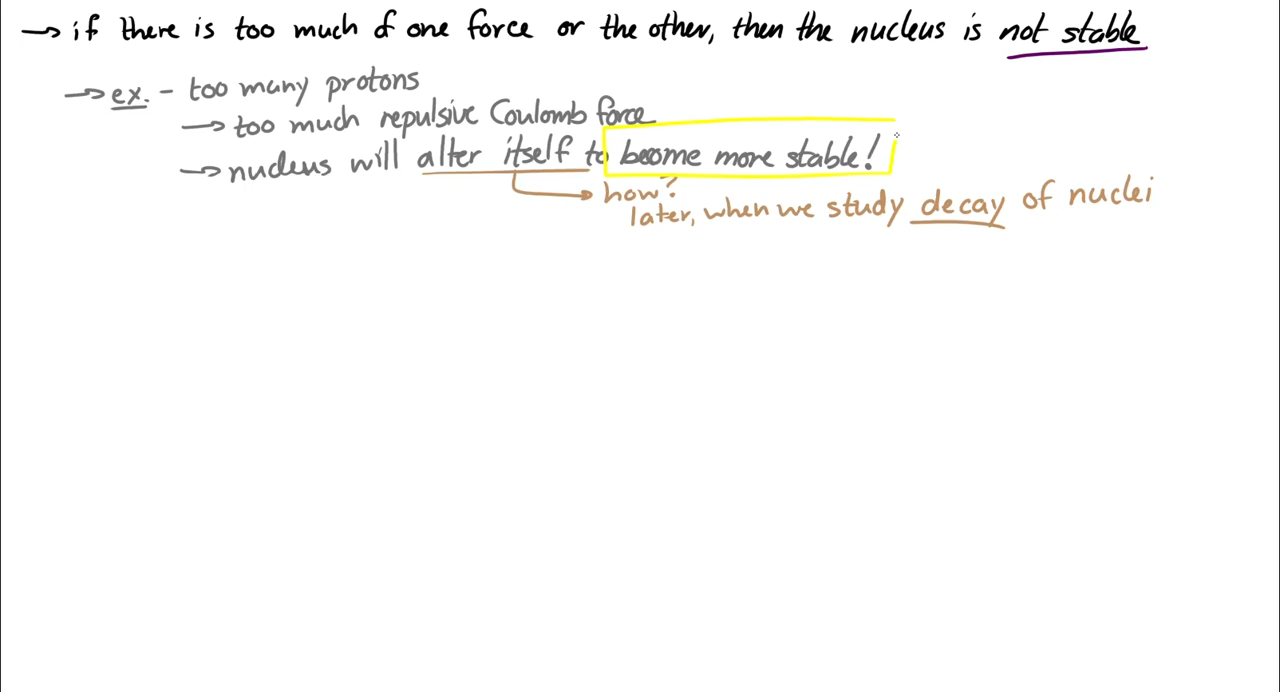 → if there is too much of one force or the other, then the nucleus is not stable
→ ex. - too many protons
→ too much repulsive Coulomb force
→ nucleus will alter itself to become more stable!
→ how?
later, when we study decay of nuclei